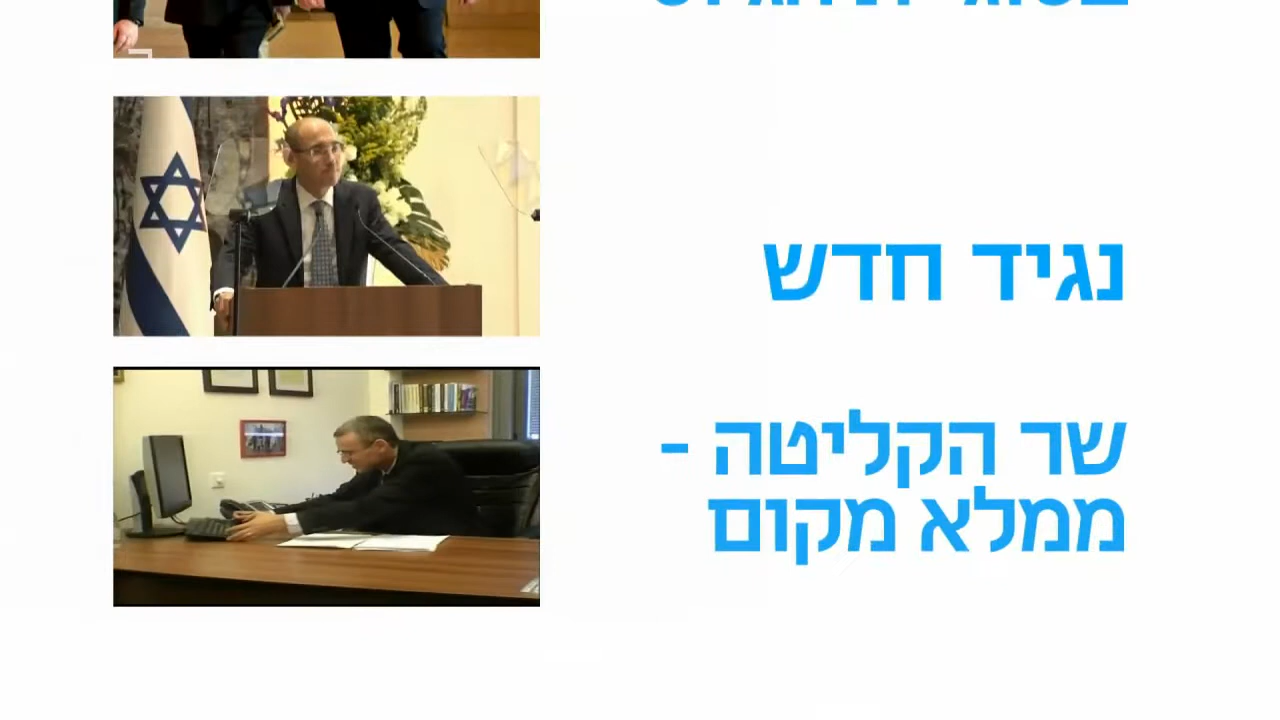 נגיד חדש
שר הקליטה -
ממלא מקום